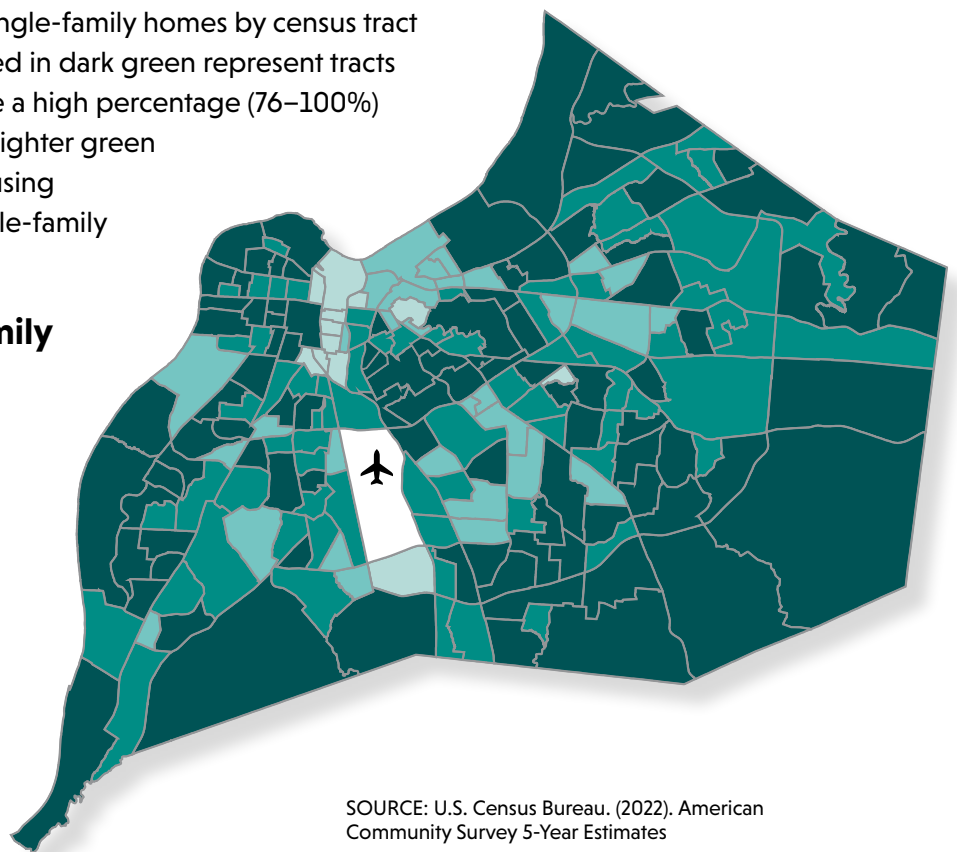 ngle-family homes by census tract
ed in dark green represent tracts
e a high percentage (76–100%)
ighter green
using
le-family
mily
SOURCE: U.S. Census Bureau. (2022). American
Community Survey 5-Year Estimates